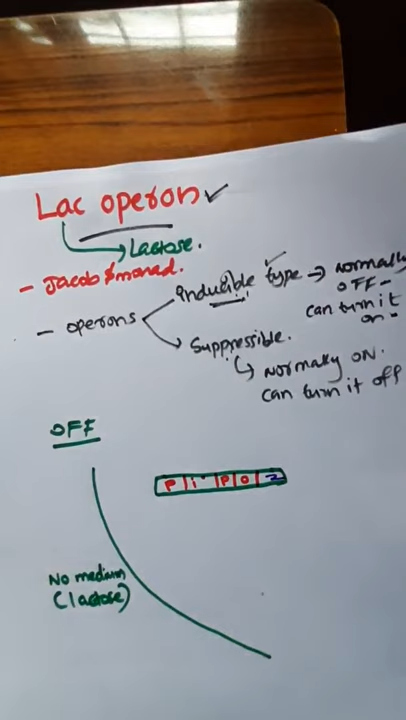 Lac operon ✓
→ Lactose.
- Jacob & monad.
- operons
Inducible type → normally
OFF -
can turn it
on -
Suppressible.
↳ normally ON.
can turn it off
OFF
P | i | P | O | z
No medium
(lactose)